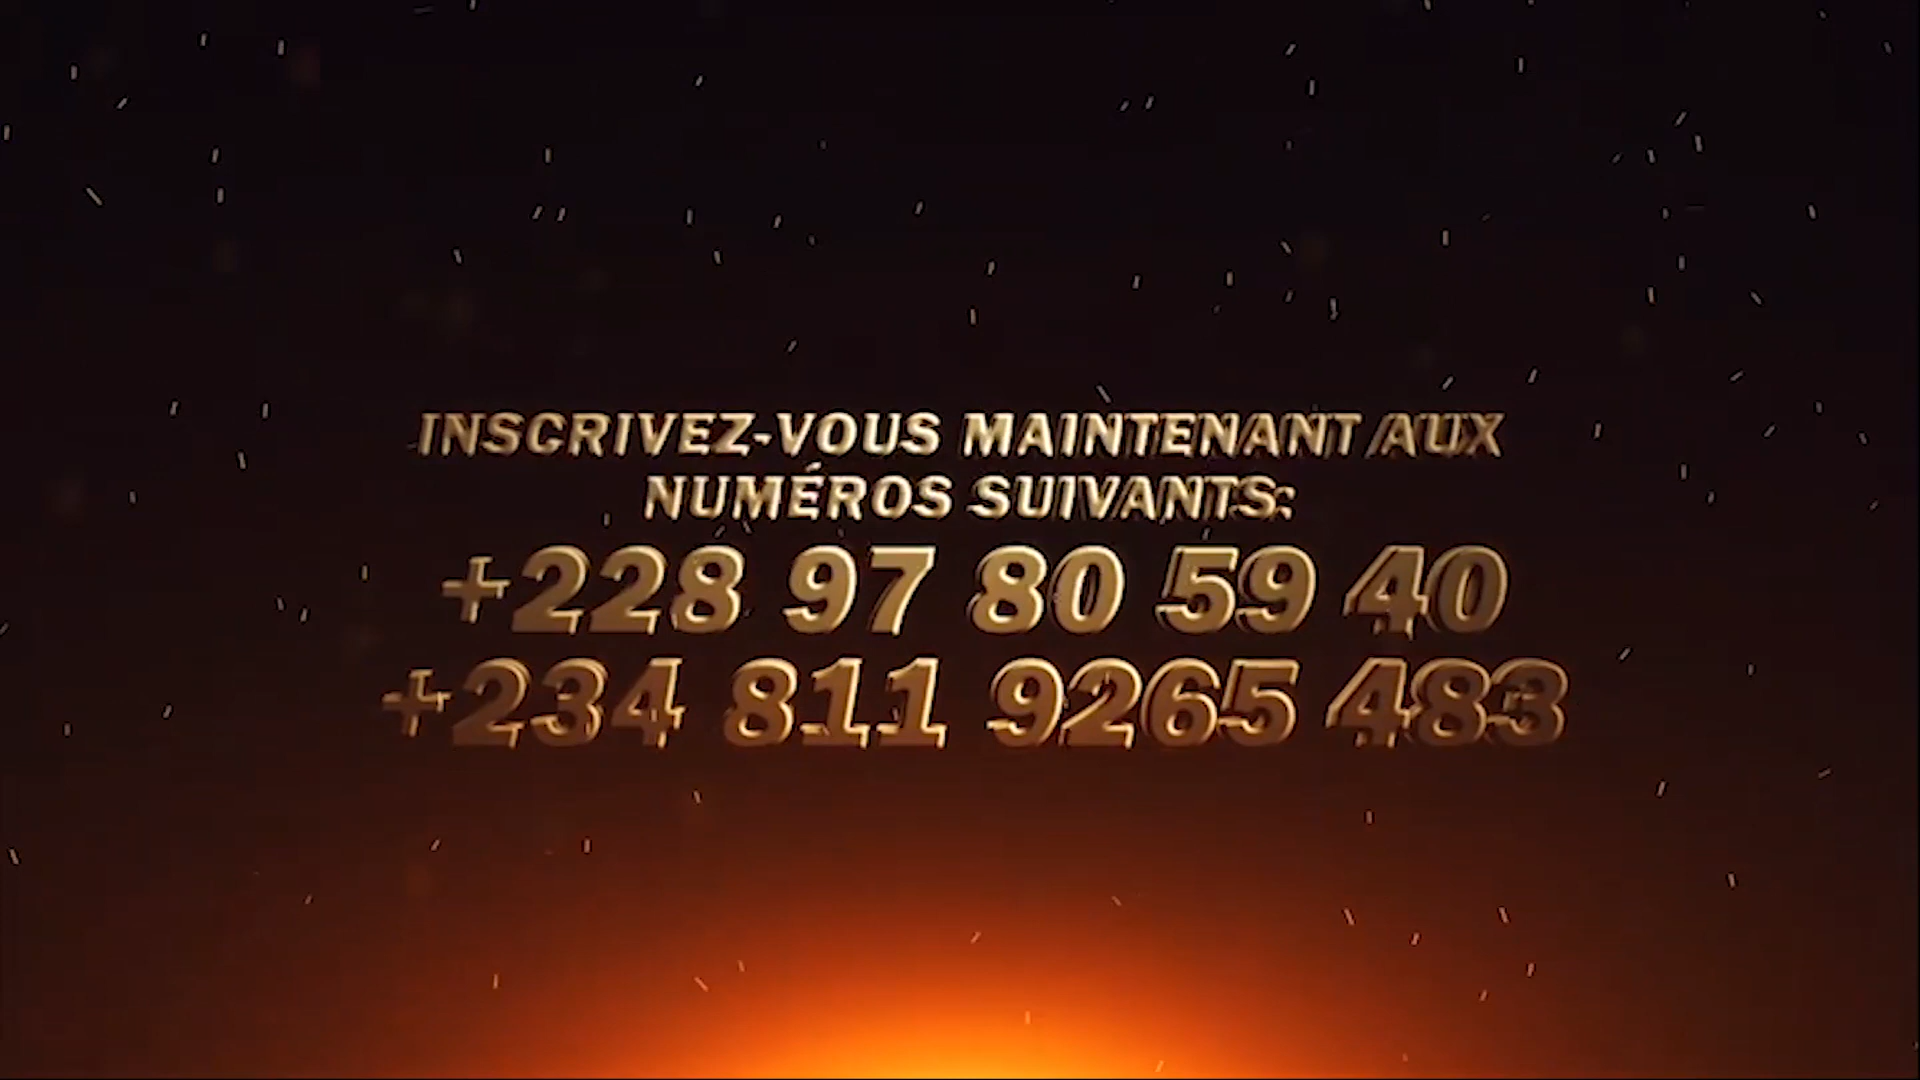 INSCRIVEZ-VOUS MAINTENANT AUX
NUMÉROS SUIVANTS:
+228 97 80 59 40
+234 811 9265 483